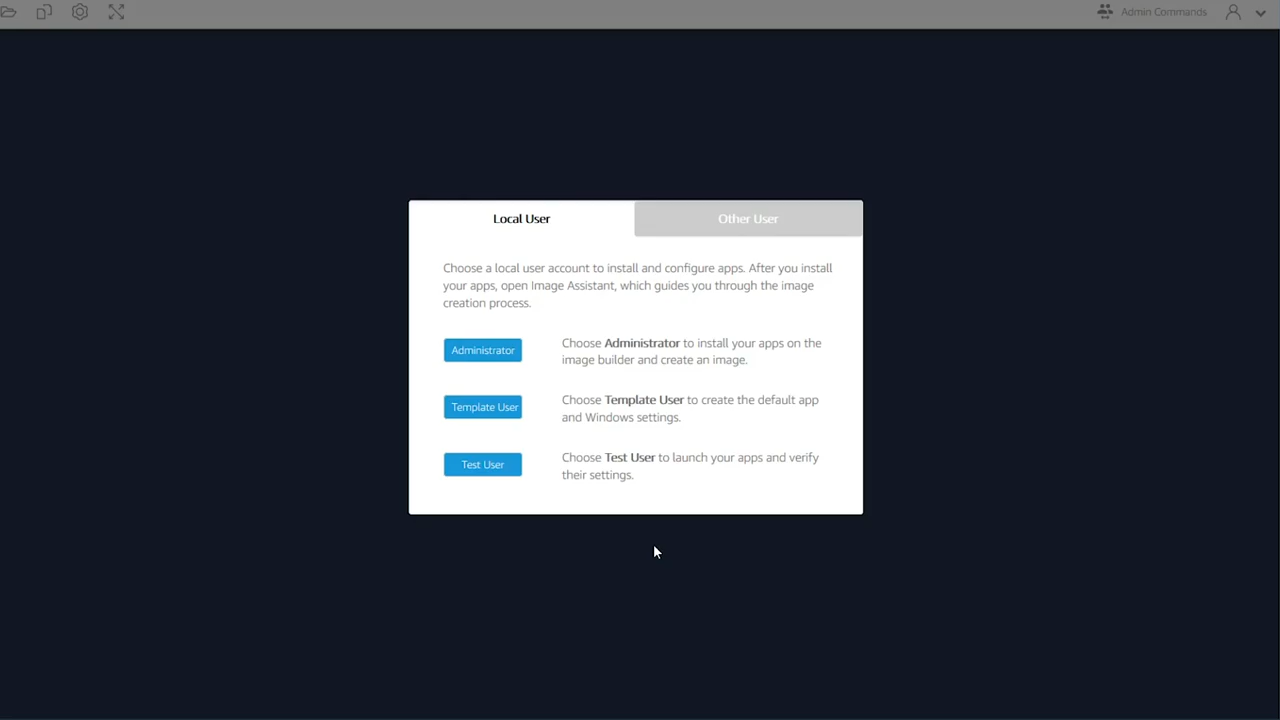 Admin Commands
Local User
Other User
Choose a local user account to install and configure apps. After you install
your apps, open Image Assistant, which guides you through the image
creation process.
Administrator
Choose Administrator to install your apps on the
image builder and create an image.
Template User
Choose Template User to create the default app
and Windows settings.
Test User
Choose Test User to launch your apps and verify
their settings.